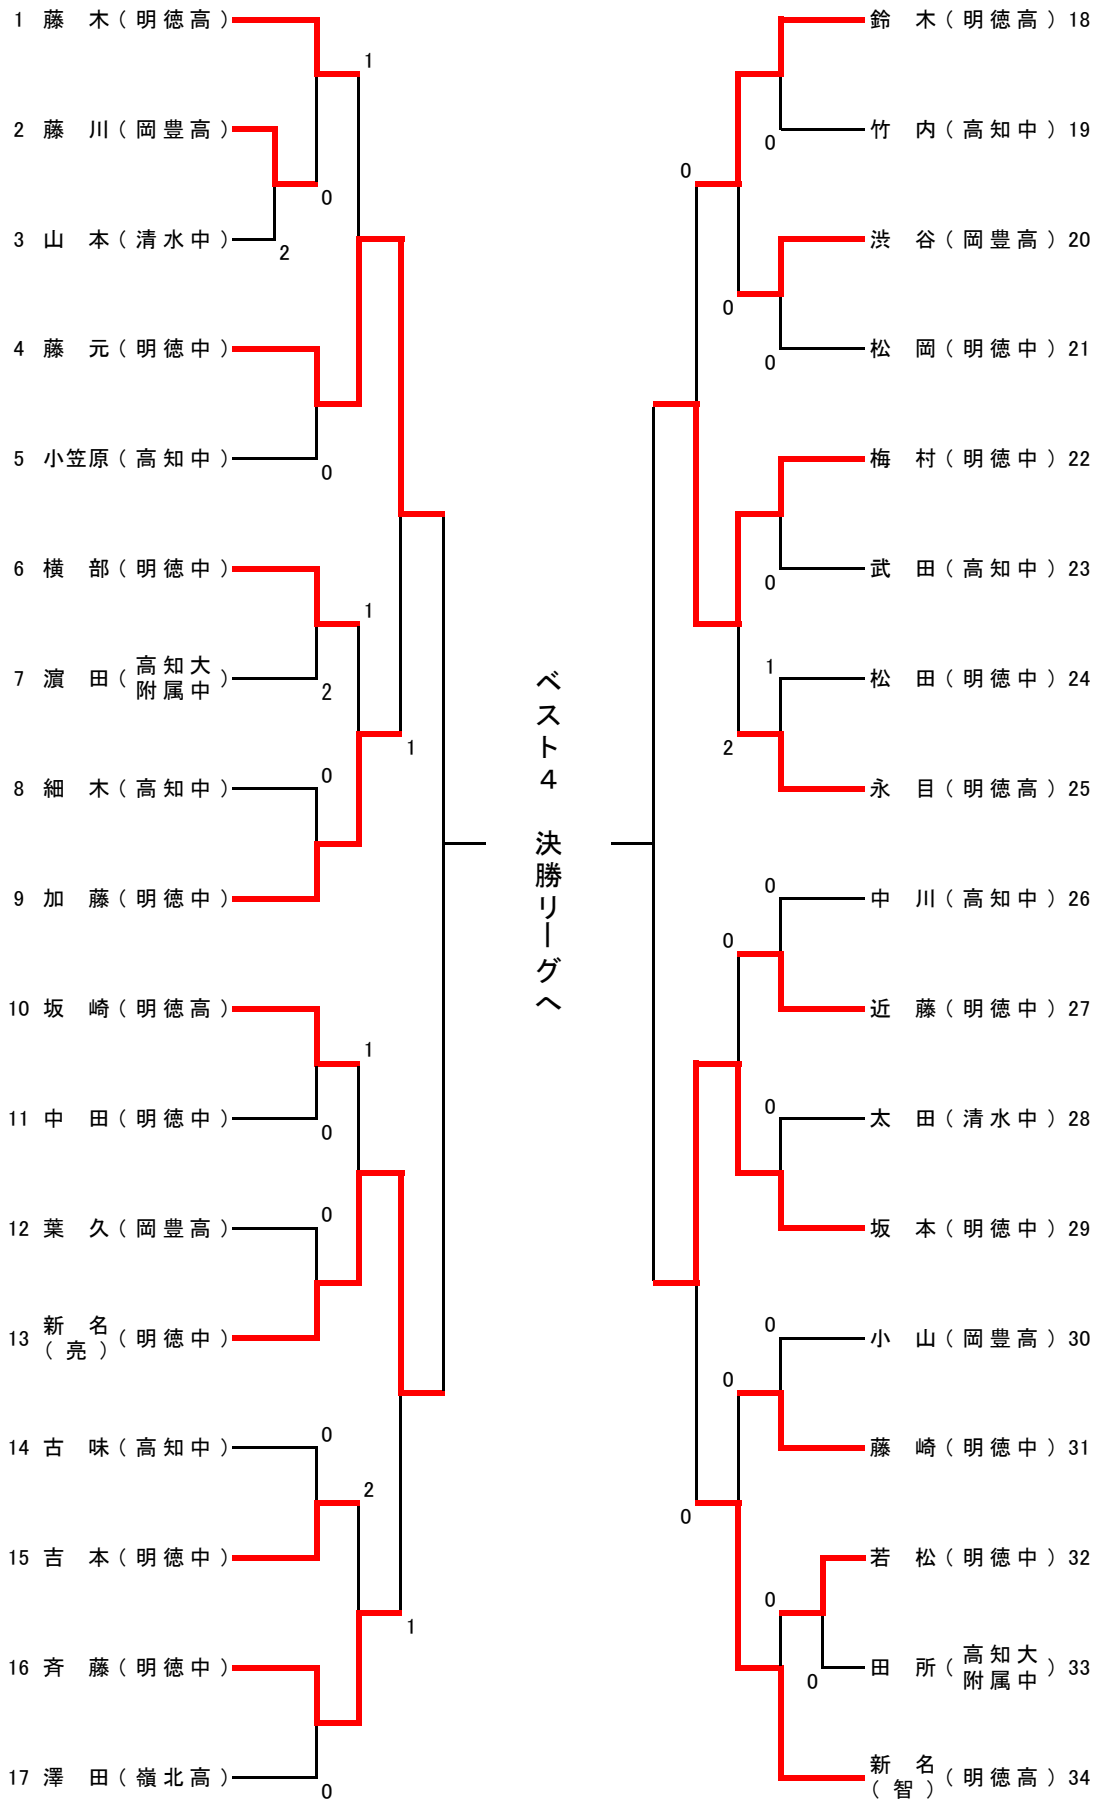 1 藤 木 ( 明 徳 高 )
1
2 藤 川 ( 岡 豊 高 )
0
3 山 本 ( 清 水 中 )
2
4 藤 元 ( 明 徳 中 )
5 小笠原 ( 高 知 中 )
0
6 横 部 ( 明 徳 中 )
1
7 濵 田 ( 高 知 大 附 属 中 )
2
1
0
8 細 木 ( 高 知 中 )
9 加 藤 ( 明 徳 中 )
10 坂 崎 ( 明 徳 高 )
1
11 中 田 ( 明 徳 中 )
0
0
12 葉 久 ( 岡 豊 高 )
13 新 名 ( 亮 ) ( 明 徳 中 )
0
14 古 味 ( 高 知 中 )
2
15 吉 本 ( 明 徳 中 )
1
16 斉 藤 ( 明 徳 中 )
17 澤 田 ( 嶺 北 高 )
0
ベスト4 決勝リーグへ
鈴 木 ( 明 徳 高 ) 18
竹 内 ( 高 知 中 ) 19
0
0
渋 谷 ( 岡 豊 高 ) 20
0
松 岡 ( 明 徳 中 ) 21
0
梅 村 ( 明 徳 中 ) 22
武 田 ( 高 知 中 ) 23
0
1
松 田 ( 明 徳 中 ) 24
2
永 目 ( 明 徳 高 ) 25
0
中 川 ( 高 知 中 ) 26
0
近 藤 ( 明 徳 中 ) 27
0
太 田 ( 清 水 中 ) 28
坂 本 ( 明 徳 中 ) 29
0
小 山 ( 岡 豊 高 ) 30
0
藤 崎 ( 明 徳 中 ) 31
0
若 松 ( 明 徳 中 ) 32
0
田 所 ( 高 知 大 附 属 中 ) 33
0
新 名 ( 智 ) ( 明 徳 高 ) 34